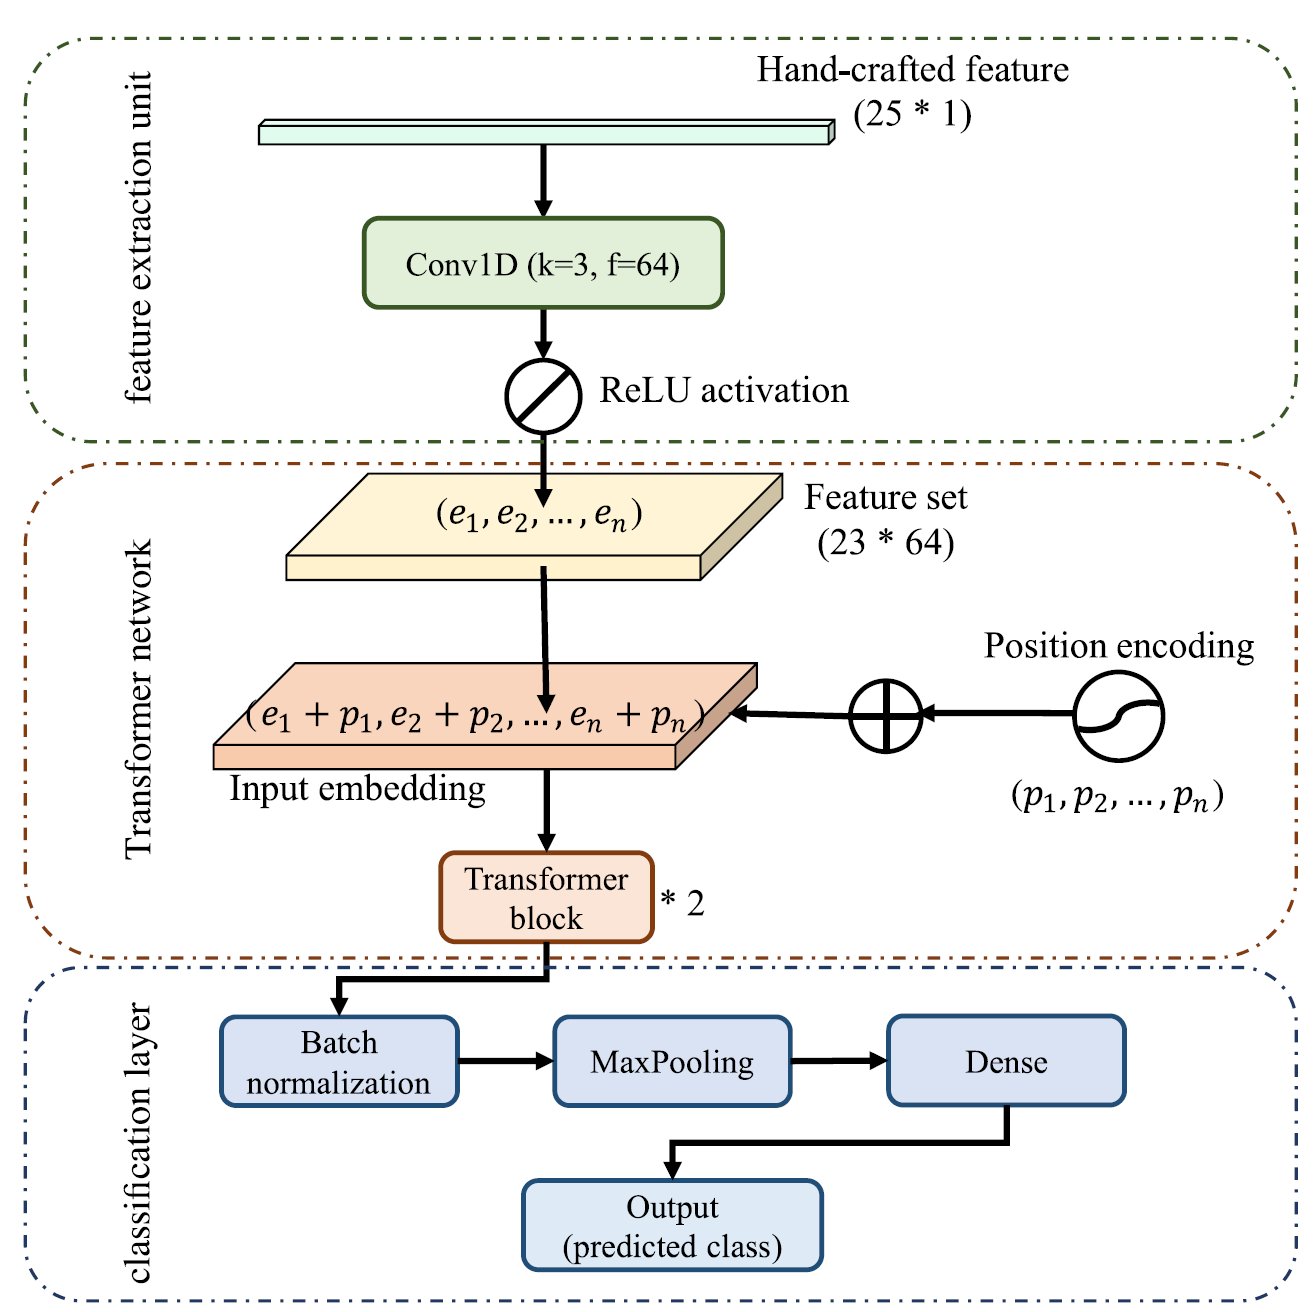 feature extraction unit
Hand-crafted feature
(25 * 1)
Conv1D (k=3, f=64)
ReLU activation
Transformer network
(e₁, e₂, ..., eₙ)
Feature set
(23 * 64)
Position encoding
(e₁ + p₁, e₂ + p₂, ..., eₙ + pₙ)
Input embedding
(p₁, p₂, ..., pₙ)
Transformer
block
* 2
classification layer
Batch
normalization
MaxPooling
Dense
Output
(predicted class)